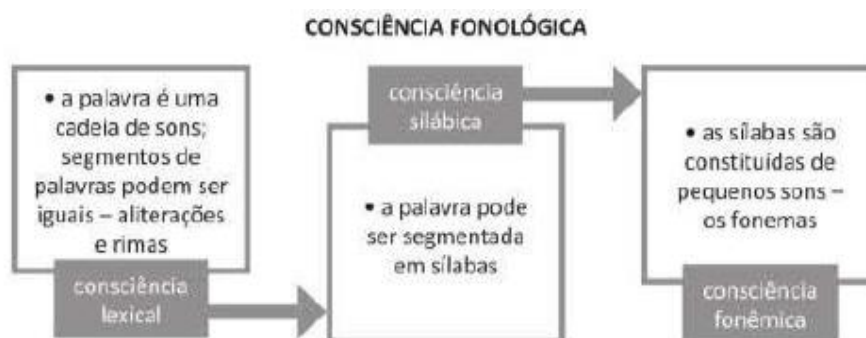 CONSCIÊNCIA FONOLÓGICA
• a palavra é uma
cadeia de sons;
segmentos de
palavras podem ser
iguais – aliterações
e rimas
consciência
lexical
consciência
silábica
• a palavra pode
ser segmentada
em sílabas
• as sílabas são
constituídas de
pequenos sons –
os fonemas
consciência
fonêmica